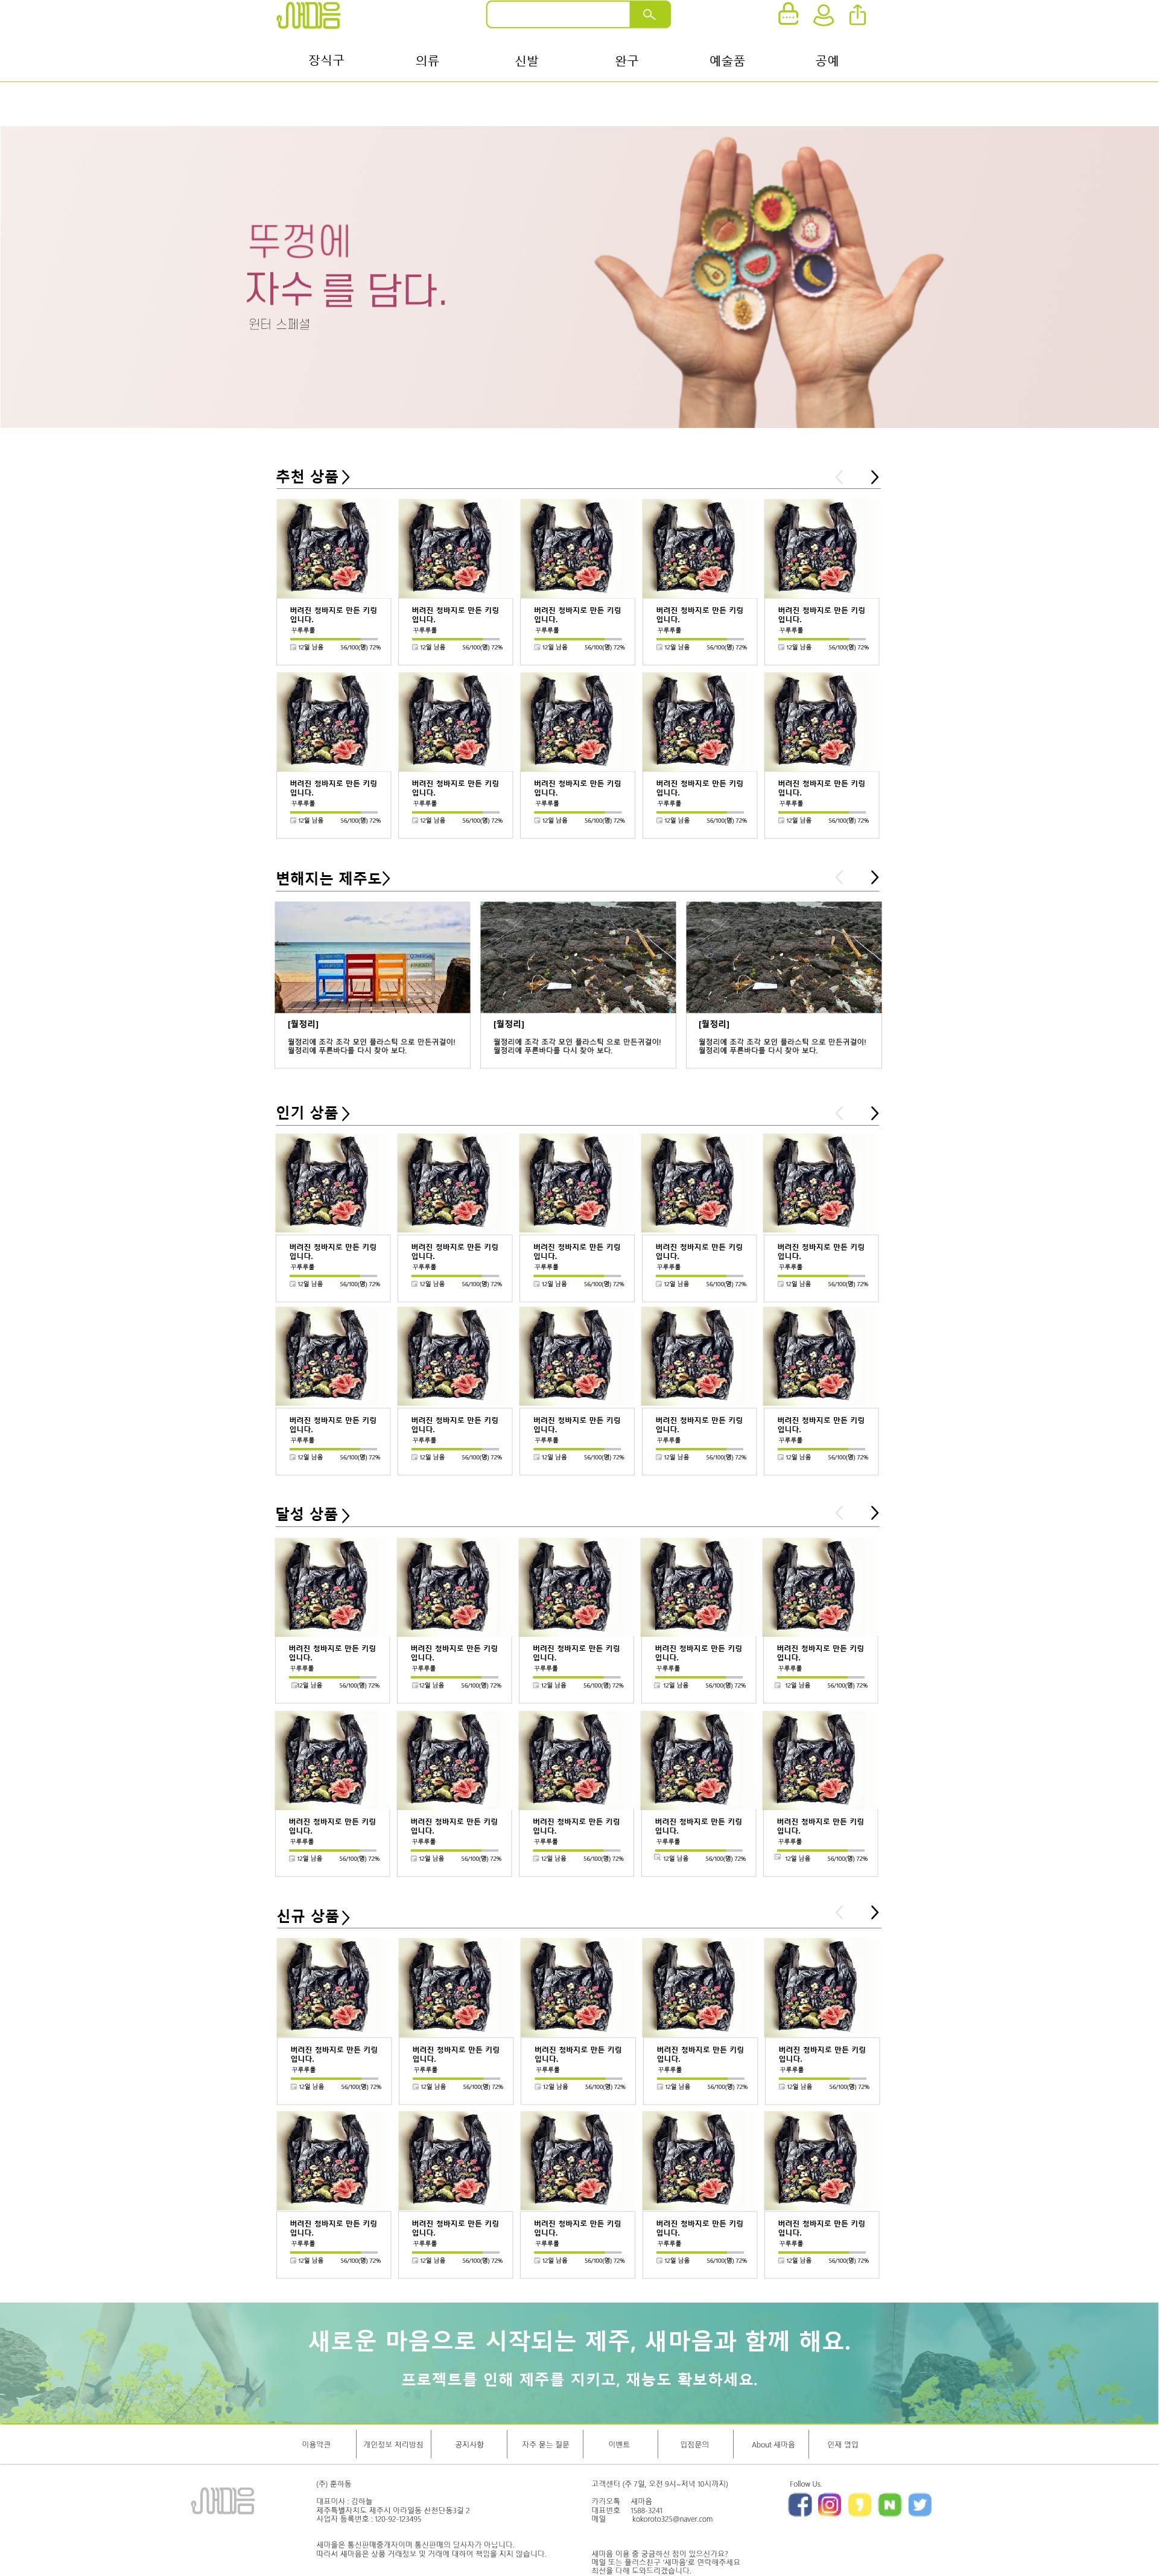 새마음
장식구
의류
신발
완구
예술품
공예
뚜껑에
자수를 담다.
윈터 스페셜
추천 상품
버려진 청바지로 만든 키링
입니다.
꾸루루룰
12일 남음 56/100(명) 72%
버려진 청바지로 만든 키링
입니다.
꾸루루룰
12일 남음 56/100(명) 72%
버려진 청바지로 만든 키링
입니다.
꾸루루룰
12일 남음 56/100(명) 72%
버려진 청바지로 만든 키링
입니다.
꾸루루룰
12일 남음 56/100(명) 72%
버려진 청바지로 만든 키링
입니다.
꾸루루룰
12일 남음 56/100(명) 72%
버려진 청바지로 만든 키링
입니다.
꾸루루룰
12일 남음 56/100(명) 72%
버려진 청바지로 만든 키링
입니다.
꾸루루룰
12일 남음 56/100(명) 72%
버려진 청바지로 만든 키링
입니다.
꾸루루룰
12일 남음 56/100(명) 72%
버려진 청바지로 만든 키링
입니다.
꾸루루룰
12일 남음 56/100(명) 72%
버려진 청바지로 만든 키링
입니다.
꾸루루룰
12일 남음 56/100(명) 72%
변해지는 제주도
[월정리]
월정리에 조각 조각 모인 플라스틱 으로 만든귀걸이!
월정리에 푸른바다를 다시 찾아 보다.
[월정리]
월정리에 조각 조각 모인 플라스틱 으로 만든귀걸이!
월정리에 푸른바다를 다시 찾아 보다.
[월정리]
월정리에 조각 조각 모인 플라스틱 으로 만든귀걸이!
월정리에 푸른바다를 다시 찾아 보다.
인기 상품
버려진 청바지로 만든 키링
입니다.
꾸루루룰
12일 남음 56/100(명) 72%
버려진 청바지로 만든 키링
입니다.
꾸루루룰
12일 남음 56/100(명) 72%
버려진 청바지로 만든 키링
입니다.
꾸루루룰
12일 남음 56/100(명) 72%
버려진 청바지로 만든 키링
입니다.
꾸루루룰
12일 남음 56/100(명) 72%
버려진 청바지로 만든 키링
입니다.
꾸루루룰
12일 남음 56/100(명) 72%
버려진 청바지로 만든 키링
입니다.
꾸루루룰
12일 남음 56/100(명) 72%
버려진 청바지로 만든 키링
입니다.
꾸루루룰
12일 남음 56/100(명) 72%
버려진 청바지로 만든 키링
입니다.
꾸루루룰
12일 남음 56/100(명) 72%
버려진 청바지로 만든 키링
입니다.
꾸루루룰
12일 남음 56/100(명) 72%
버려진 청바지로 만든 키링
입니다.
꾸루루룰
12일 남음 56/100(명) 72%
달성 상품
버려진 청바지로 만든 키링
입니다.
꾸루루룰
12일 남음 56/100(명) 72%
버려진 청바지로 만든 키링
입니다.
꾸루루룰
12일 남음 56/100(명) 72%
버려진 청바지로 만든 키링
입니다.
꾸루루룰
12일 남음 56/100(명) 72%
버려진 청바지로 만든 키링
입니다.
꾸루루룰
12일 남음 56/100(명) 72%
버려진 청바지로 만든 키링
입니다.
꾸루루룰
12일 남음 56/100(명) 72%
버려진 청바지로 만든 키링
입니다.
꾸루루룰
12일 남음 56/100(명) 72%
버려진 청바지로 만든 키링
입니다.
꾸루루룰
12일 남음 56/100(명) 72%
버려진 청바지로 만든 키링
입니다.
꾸루루룰
12일 남음 56/100(명) 72%
버려진 청바지로 만든 키링
입니다.
꾸루루룰
12일 남음 56/100(명) 72%
버려진 청바지로 만든 키링
입니다.
꾸루루룰
12일 남음 56/100(명) 72%
신규 상품
버려진 청바지로 만든 키링
입니다.
꾸루루룰
12일 남음 56/100(명) 72%
버려진 청바지로 만든 키링
입니다.
꾸루루룰
12일 남음 56/100(명) 72%
버려진 청바지로 만든 키링
입니다.
꾸루루룰
12일 남음 56/100(명) 72%
버려진 청바지로 만든 키링
입니다.
꾸루루룰
12일 남음 56/100(명) 72%
버려진 청바지로 만든 키링
입니다.
꾸루루룰
12일 남음 56/100(명) 72%
버려진 청바지로 만든 키링
입니다.
꾸루루룰
12일 남음 56/100(명) 72%
버려진 청바지로 만든 키링
입니다.
꾸루루룰
12일 남음 56/100(명) 72%
버려진 청바지로 만든 키링
입니다.
꾸루루룰
12일 남음 56/100(명) 72%
버려진 청바지로 만든 키링
입니다.
꾸루루룰
12일 남음 56/100(명) 72%
버려진 청바지로 만든 키링
입니다.
꾸루루룰
12일 남음 56/100(명) 72%
새로운 마음으로 시작되는 제주, 새마음과 함께 해요.
프로젝트를 인해 제주를 지키고, 재능도 확보하세요.
이용약관
개인정보 처리방침
공지사항
자주 묻는 질문
이벤트
입점문의
About 새마음
인재 영입
새마음
(주) 훈하동
대표이사 : 김하늘
제주특별자치도 제주시 아라일동 산천단동3길 2
사업자 등록번호 : 120-92-123495
새마을은 통신판매중개자이며 통신판매의 당사자가 아닙니다.
따라서 새마음은 상품 거래정보 및 거래에 대하여 책임을 지지 않습니다.
고객센터 (주 7일, 오전 9시~저녁 10시까지)
카카오톡 새마음
대표번호 1588-3241
메일 kokoroto325@naver.com
새마음 이용 중 궁금하신 점이 있으신가요?
메일 또는 플러스친구 '새마음'로 연락해주세요
최선을 다해 도와드리겠습니다.
Follow Us.